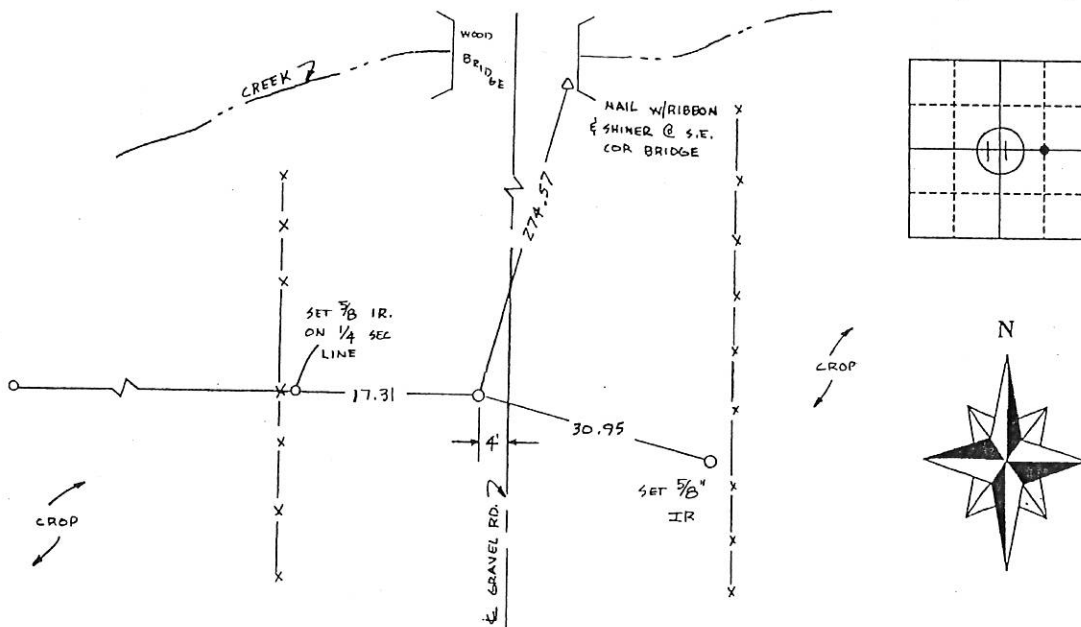 WOOD
BRIDGE
CREEK
NAIL W/RIBBON
& SHINER @ S.E.
COR BRIDGE
11
274.57
SET 5/8 IR.
ON 1/4 SEC
LINE
N
CROP
17.31
30.95
4'
SET 5/8"
IR
CROP
℄ GRAVEL RD.